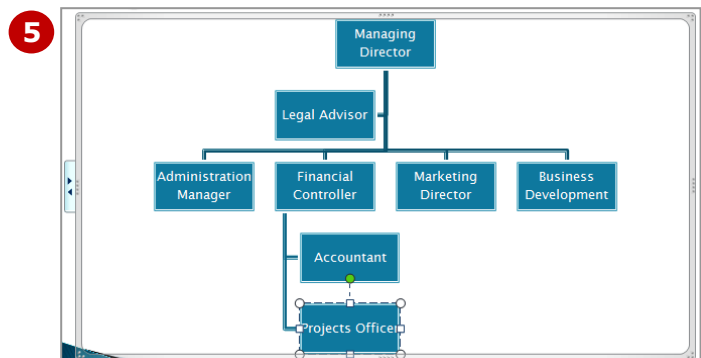 5
Managing
Director
Legal Advisor
Administration
Manager
Financial
Controller
Marketing
Director
Business
Development
Accountant
Projects Officer